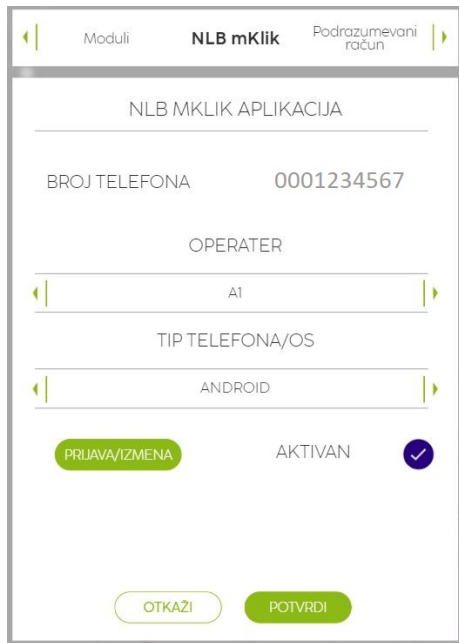 Moduli NLB mKlik Podrazumevani
račun
NLB MKLIK APLIKACIJA
BROJ TELEFONA 0001234567
OPERATER
A1
TIP TELEFONA/OS
ANDROID
PRIJAVA/IZMENA AKTIVAN
OTKAŽI POTVRDI